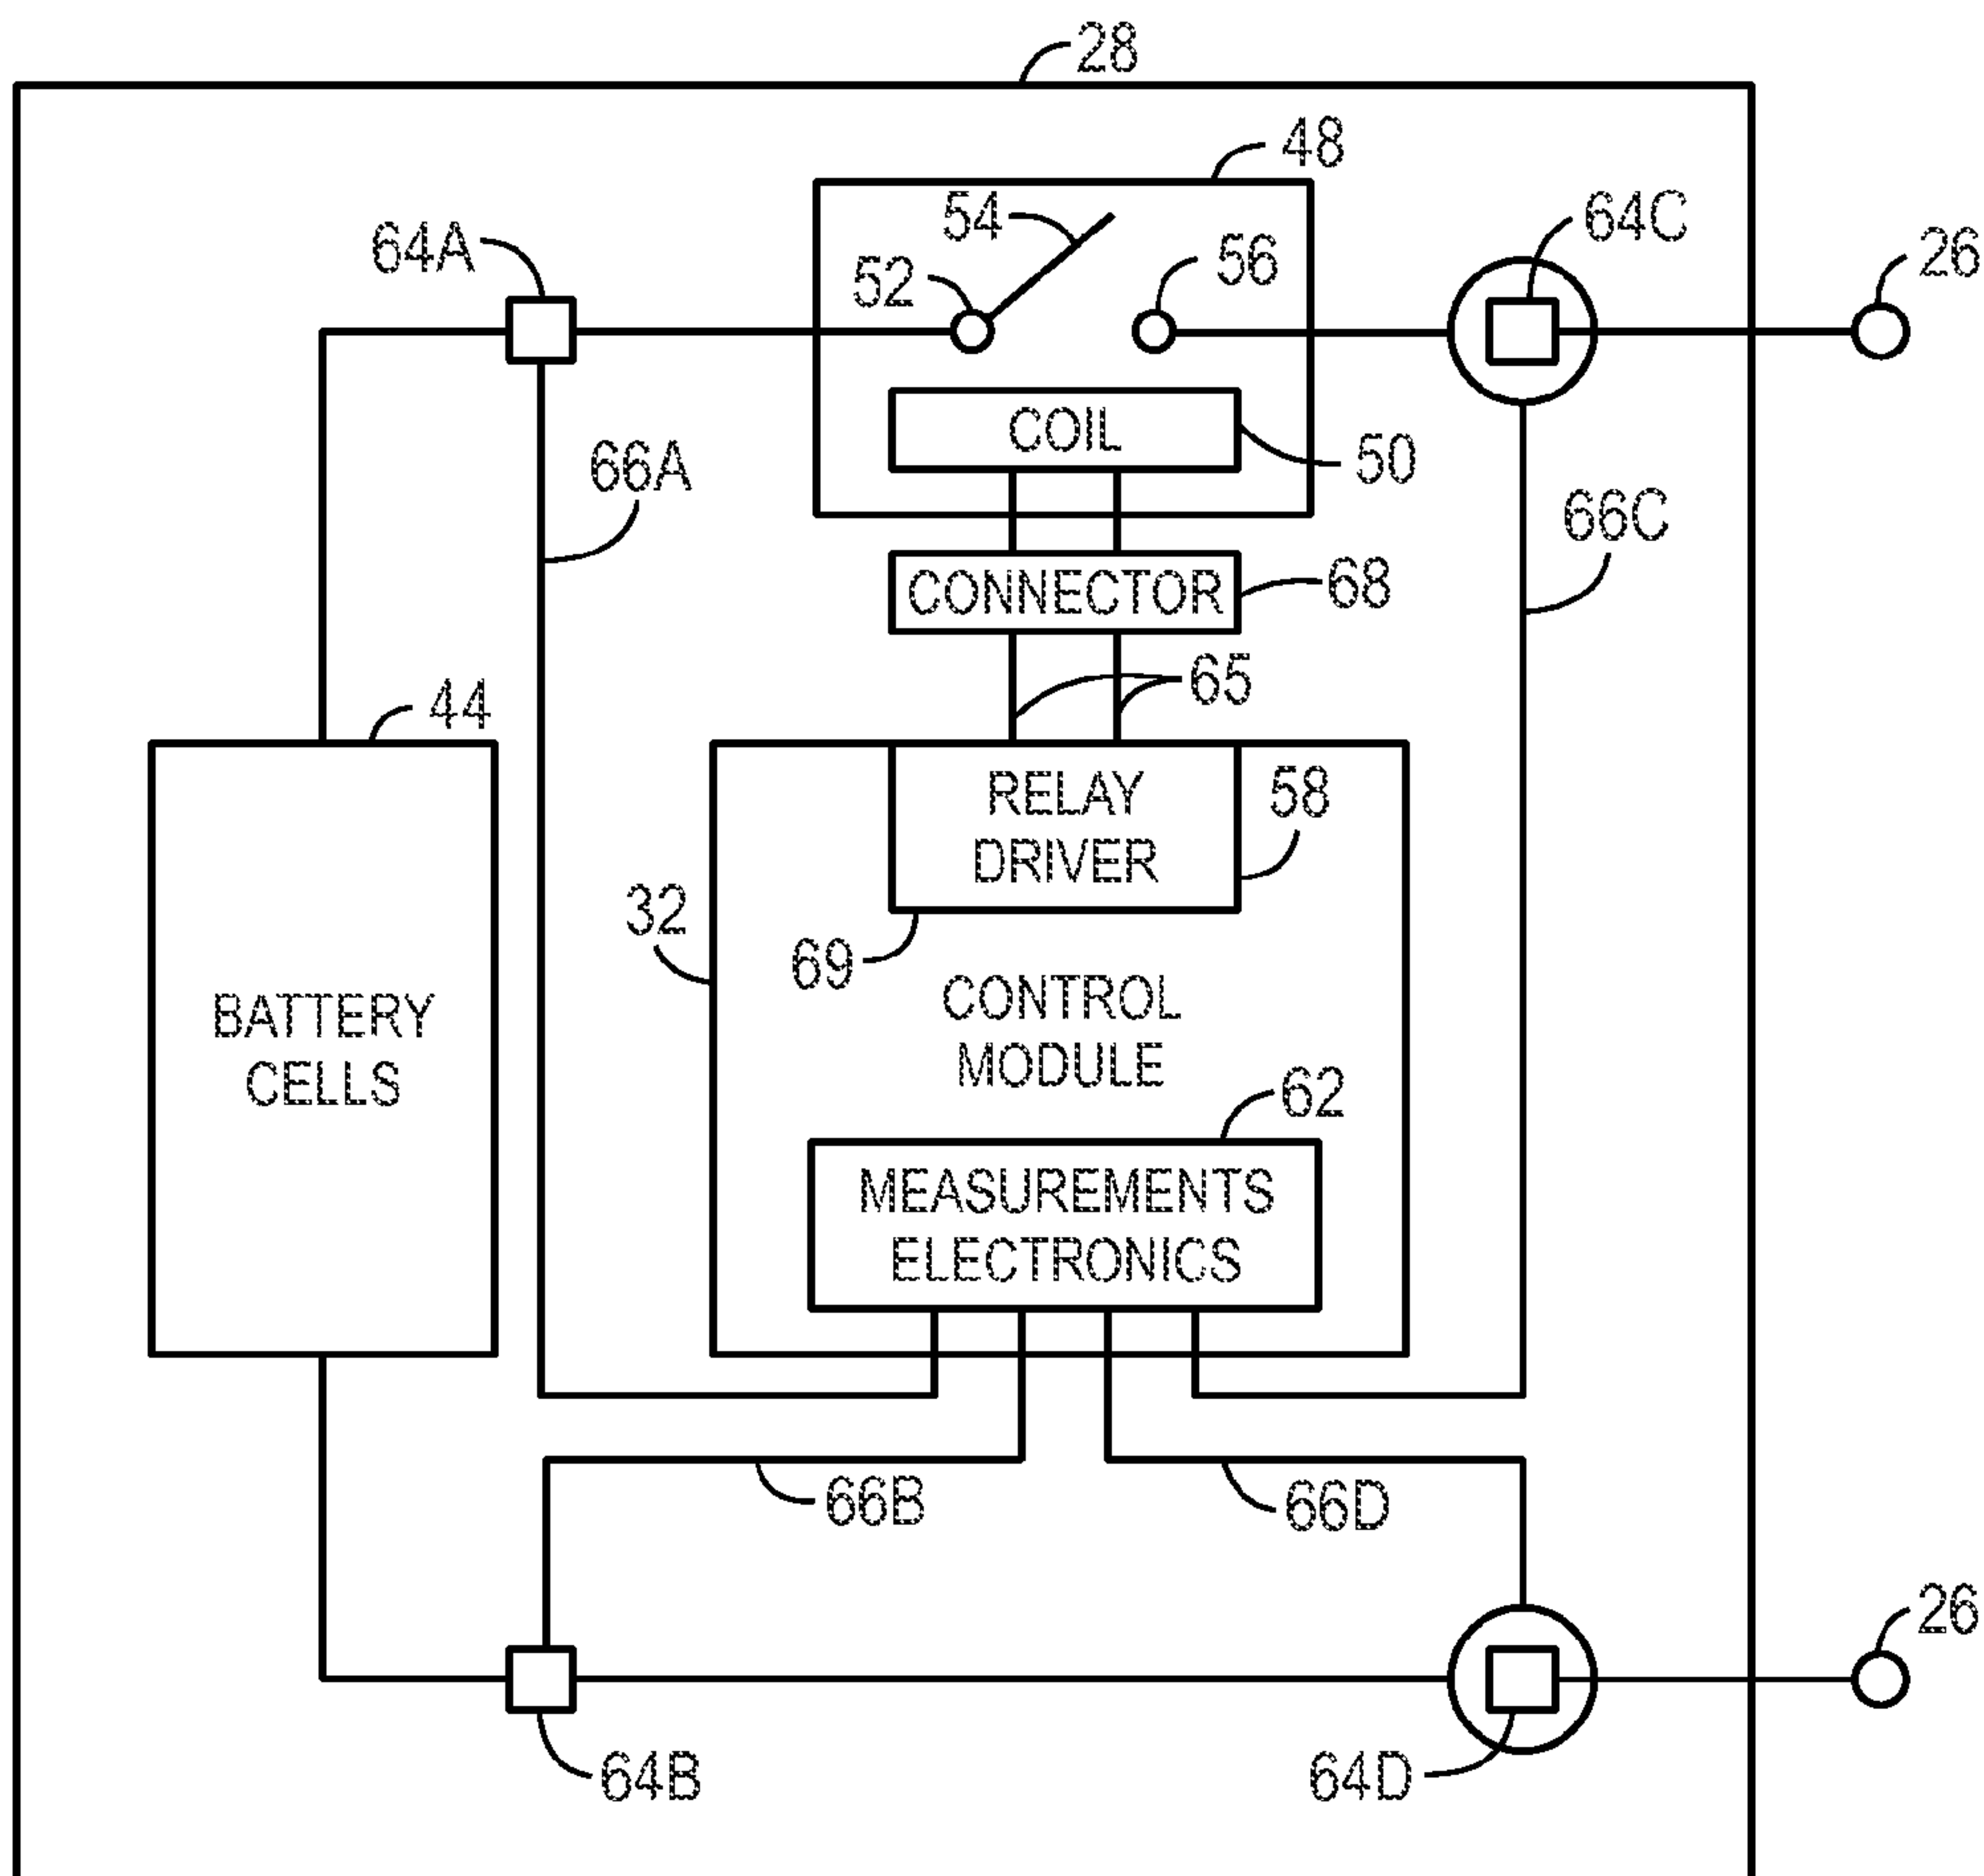 28
48
54
64C
64A
56
26
52
COIL
50
66A
66C
CONNECTOR
68
65
44
RELAY
DRIVER
58
32
69
CONTROL
MODULE
BATTERY
CELLS
62
MEASUREMENTS
ELECTRONICS
66B
66D
26
64B
64D